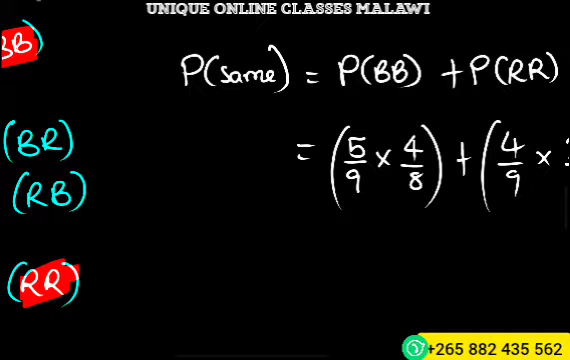 UNIQUE ONLINE CLASSES MALAWI
BB)
P(same) = P(BB) + P(RR)
(BR)
= (5/9 × 4/8) + (4/9 ×
(RB)
(RR)
+265 882 435 562